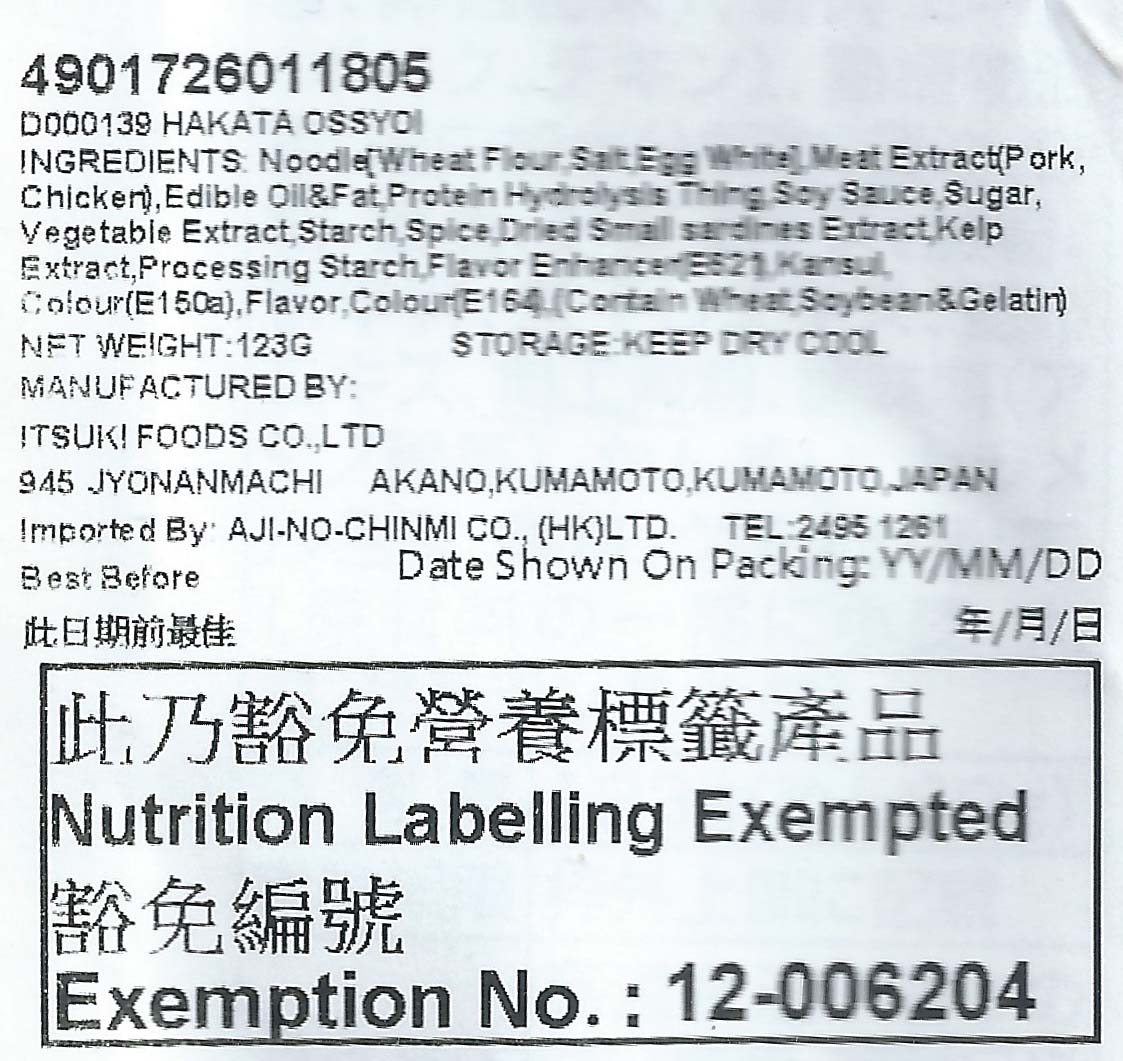 4901726011805
D000139 HAKATA OSSYOI
INGREDIENTS: Noodle[Wheat Flour,Salt,Egg White],Meat Extract(Pork,
Chicken),Edible Oil&Fat,Protein Hydrolysis Thing,Soy Sauce,Sugar,
Vegetable Extract,Starch,Spice,Dried Small sardines Extract,Kelp
Extract,Processing Starch,Flavor Enhancer(E621),Kansui,
Colour(E150a),Flavor,Colour(E164),(Contain Wheat,Soybean&Gelatin)
NET WEIGHT:123G STORAGE:KEEP DRY COOL
MANUFACTURED BY:
ITSUKI FOODS CO.,LTD
945 JYONANMACHI AKANO,KUMAMOTO,KUMAMOTO,JAPAN
Imported By: AJI-NO-CHINMI CO., (HK)LTD. TEL:2495 1261
Best Before Date Shown On Packing: YY/MM/DD
此日期前最佳 年/月/日
此乃豁免營養標籤產品
Nutrition Labelling Exempted
豁免編號
Exemption No. : 12-006204